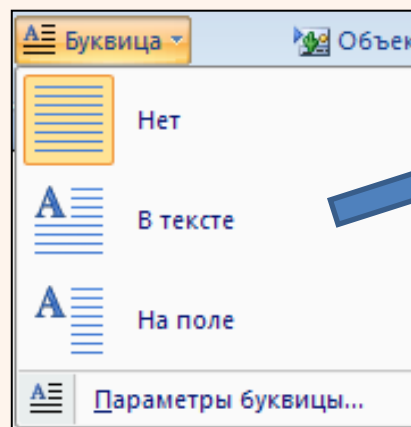 Буквица Объек
Нет
В тексте
На поле
Параметры буквицы...